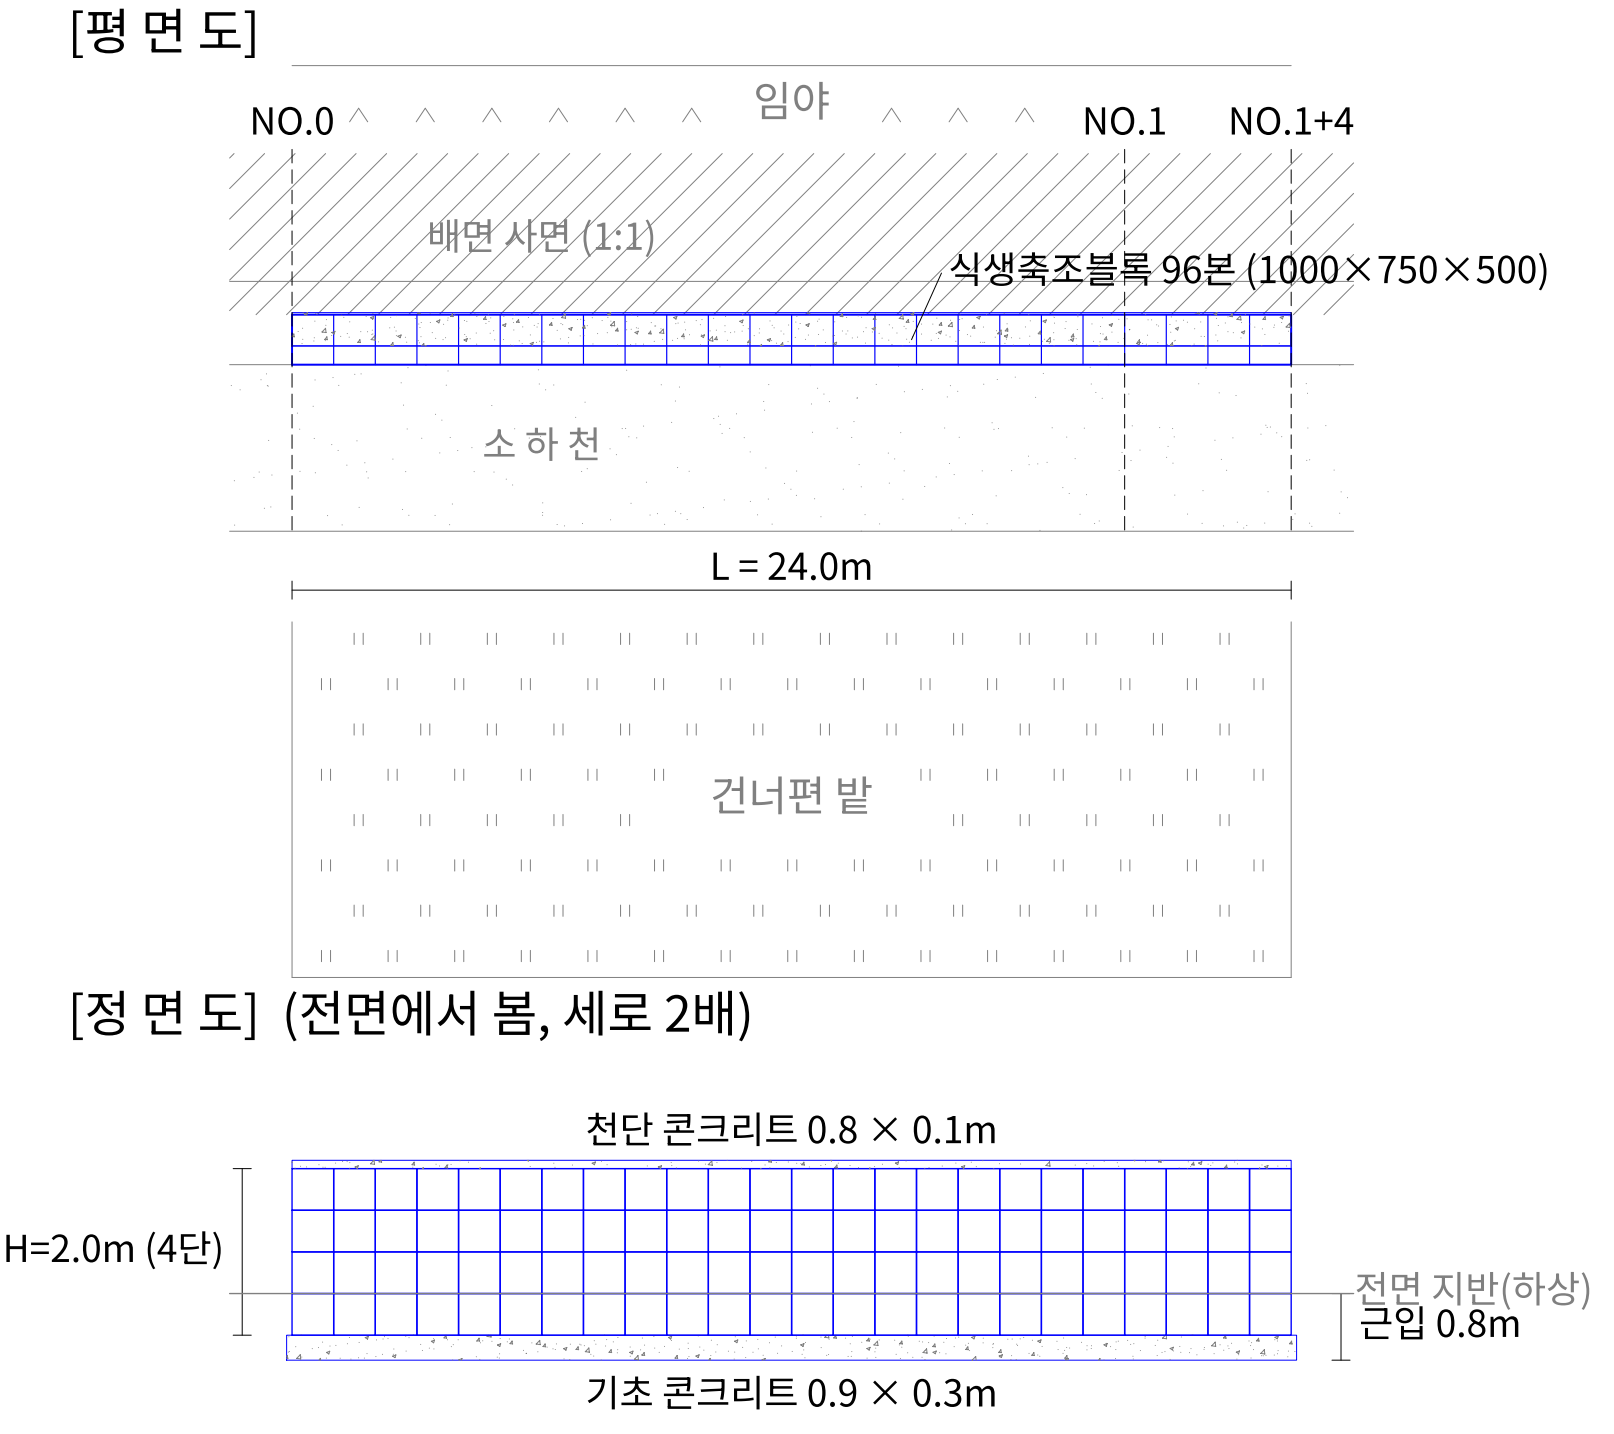 [평 면 도]
임야
NO.0
NO.1
NO.1+4
배면 사면 (1:1)
식생축조블록 96본 (1000×750×500)
소 하 천
L = 24.0m
건너편 밭
[정 면 도]  (전면에서 봄, 세로 2배)
천단 콘크리트 0.8 × 0.1m
H=2.0m (4단)
전면 지반(하상)
근입 0.8m
기초 콘크리트 0.9 × 0.3m